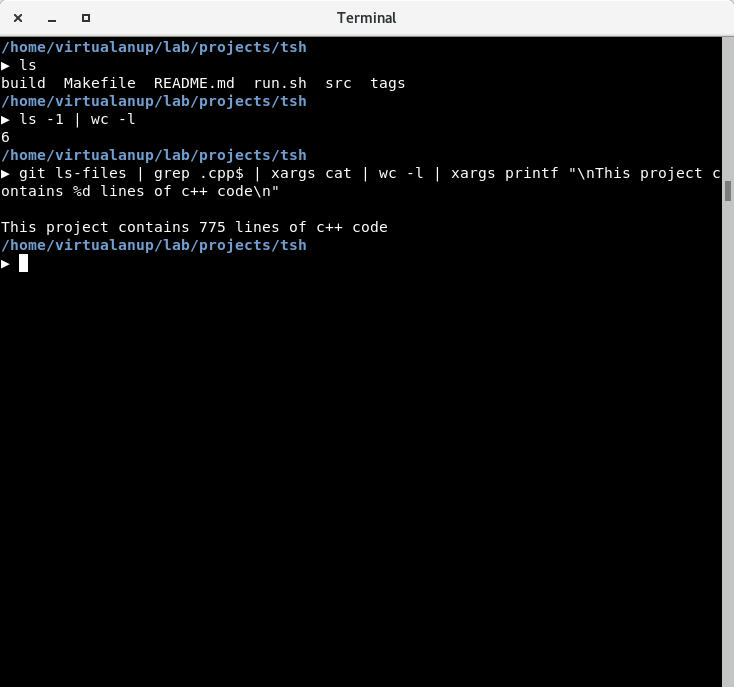 Terminal
/home/virtualanup/lab/projects/tsh
▶ ls
build  Makefile  README.md  run.sh  src  tags
/home/virtualanup/lab/projects/tsh
▶ ls -1 | wc -l
6
/home/virtualanup/lab/projects/tsh
▶ git ls-files | grep .cpp$ | xargs cat | wc -l | xargs printf "\nThis project c
ontains %d lines of c++ code\n"

This project contains 775 lines of c++ code
/home/virtualanup/lab/projects/tsh
▶